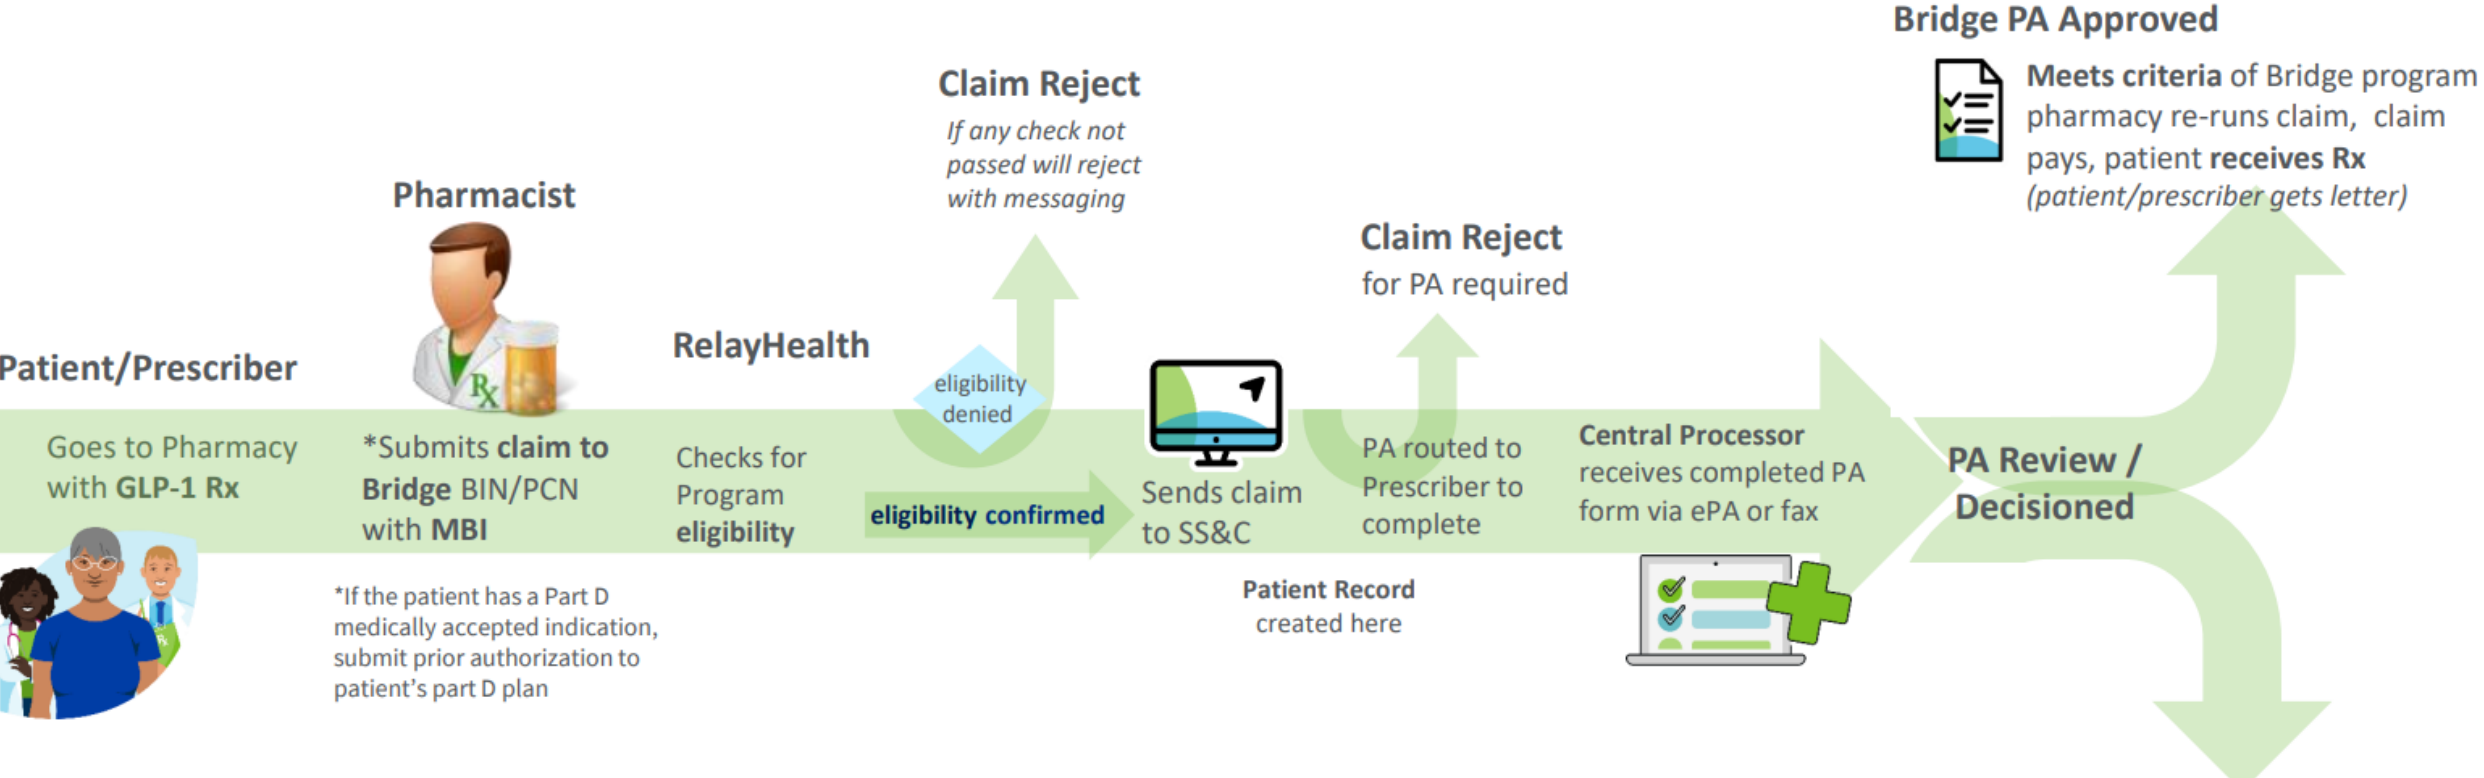 Patient/Prescriber
Goes to Pharmacy
with GLP-1 Rx
Pharmacist
Rx
*Submits claim to
Bridge BIN/PCN
with MBI
*If the patient has a Part D
medically accepted indication,
submit prior authorization to
patient's part D plan
RelayHealth
Checks for
Program
eligibility
eligibility
denied
Claim Reject
If any check not
passed will reject
with messaging
eligibility confirmed
Sends claim
to SS&C
Patient Record
created here
Claim Reject
for PA required
PA routed to
Prescriber to
complete
Central Processor
receives completed PA
form via ePA or fax
PA Review /
Decisioned
Bridge PA Approved
Meets criteria of Bridge program
pharmacy re-runs claim, claim
pays, patient receives Rx
(patient/prescriber gets letter)